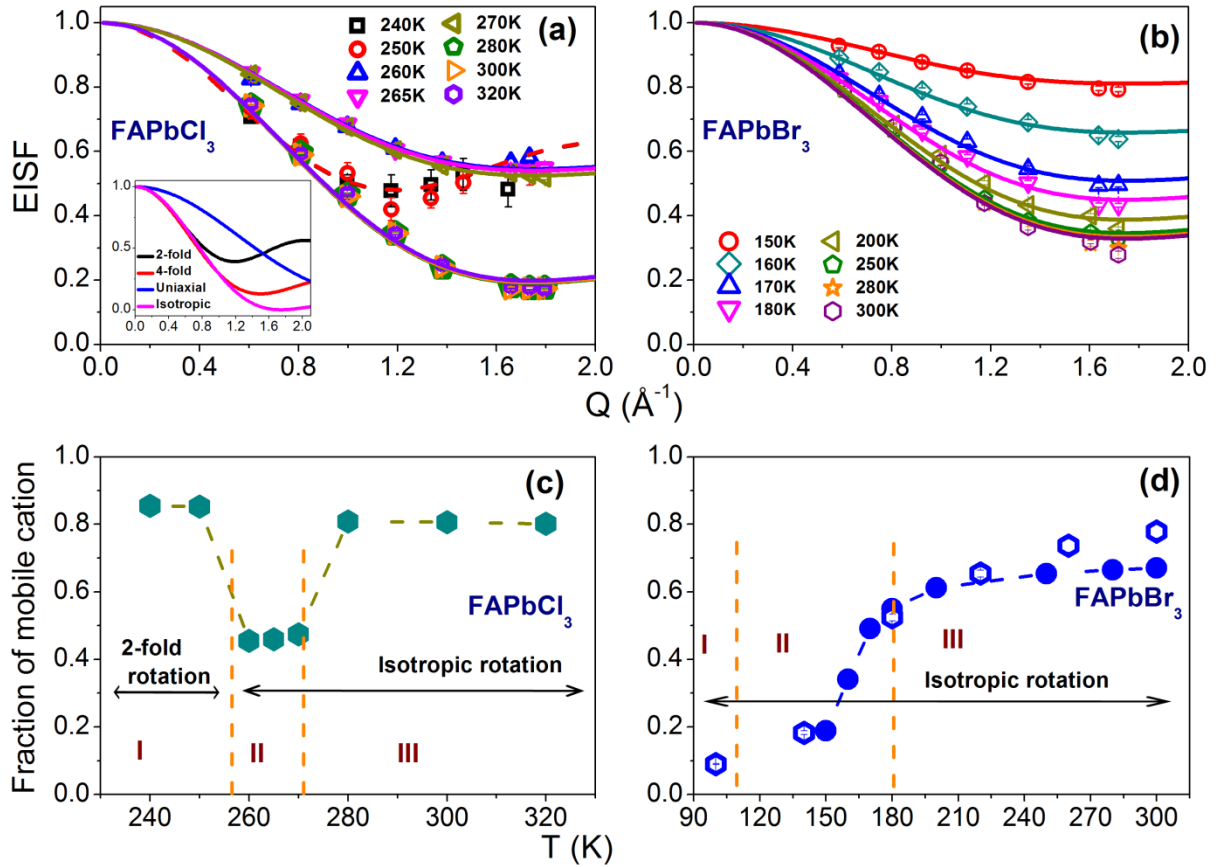 (a)
240K
250K
260K
265K
270K
280K
300K
320K
FAPbCl3
EISF
1.0
0.8
0.6
0.4
0.2
0.0
0.0 0.4 0.8 1.2 1.6 2.0
1.0
0.5
0.0
2-fold
4-fold
Uniaxial
Isotropic
0.0 0.4 0.8 1.2 1.6 2.0
(b)
FAPbBr3
150K
160K
170K
180K
200K
250K
280K
300K
1.0
0.8
0.6
0.4
0.2
0.0
0.0 0.4 0.8 1.2 1.6 2.0
Q (Å-1)
(c)
Fraction of mobile cation
1.0
0.8
0.6
0.4
0.2
0.0
FAPbCl3
2-fold
rotation
Isotropic rotation
I II III
240 260 280 300 320
(d)
1.0
0.8
0.6
0.4
0.2
0.0
FAPbBr3
I II III
Isotropic rotation
90 120 150 180 210 240 270 300
T (K)